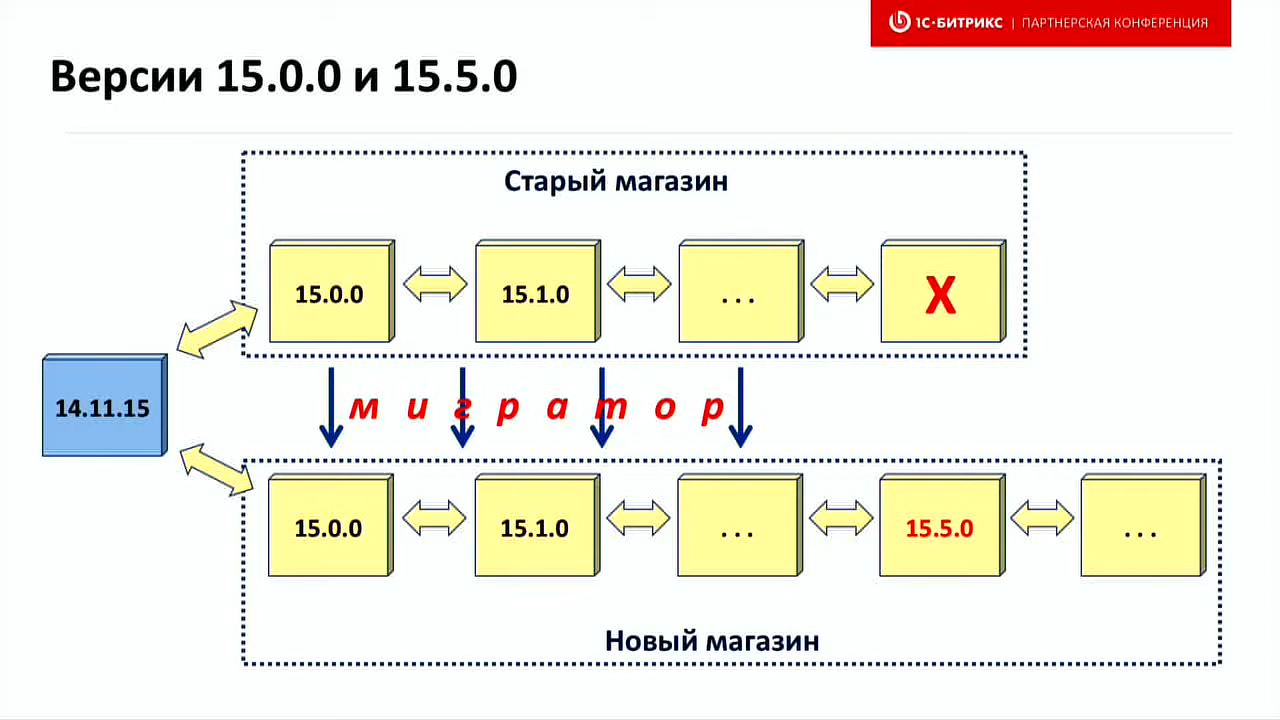 1С-БИТРИКС | ПАРТНЕРСКАЯ КОНФЕРЕНЦИЯ
Версии 15.0.0 и 15.5.0
Старый магазин
15.0.0
15.1.0
. . .
X
14.11.15
м и г р а т о р
15.0.0
15.1.0
. . .
15.5.0
. . .
Новый магазин